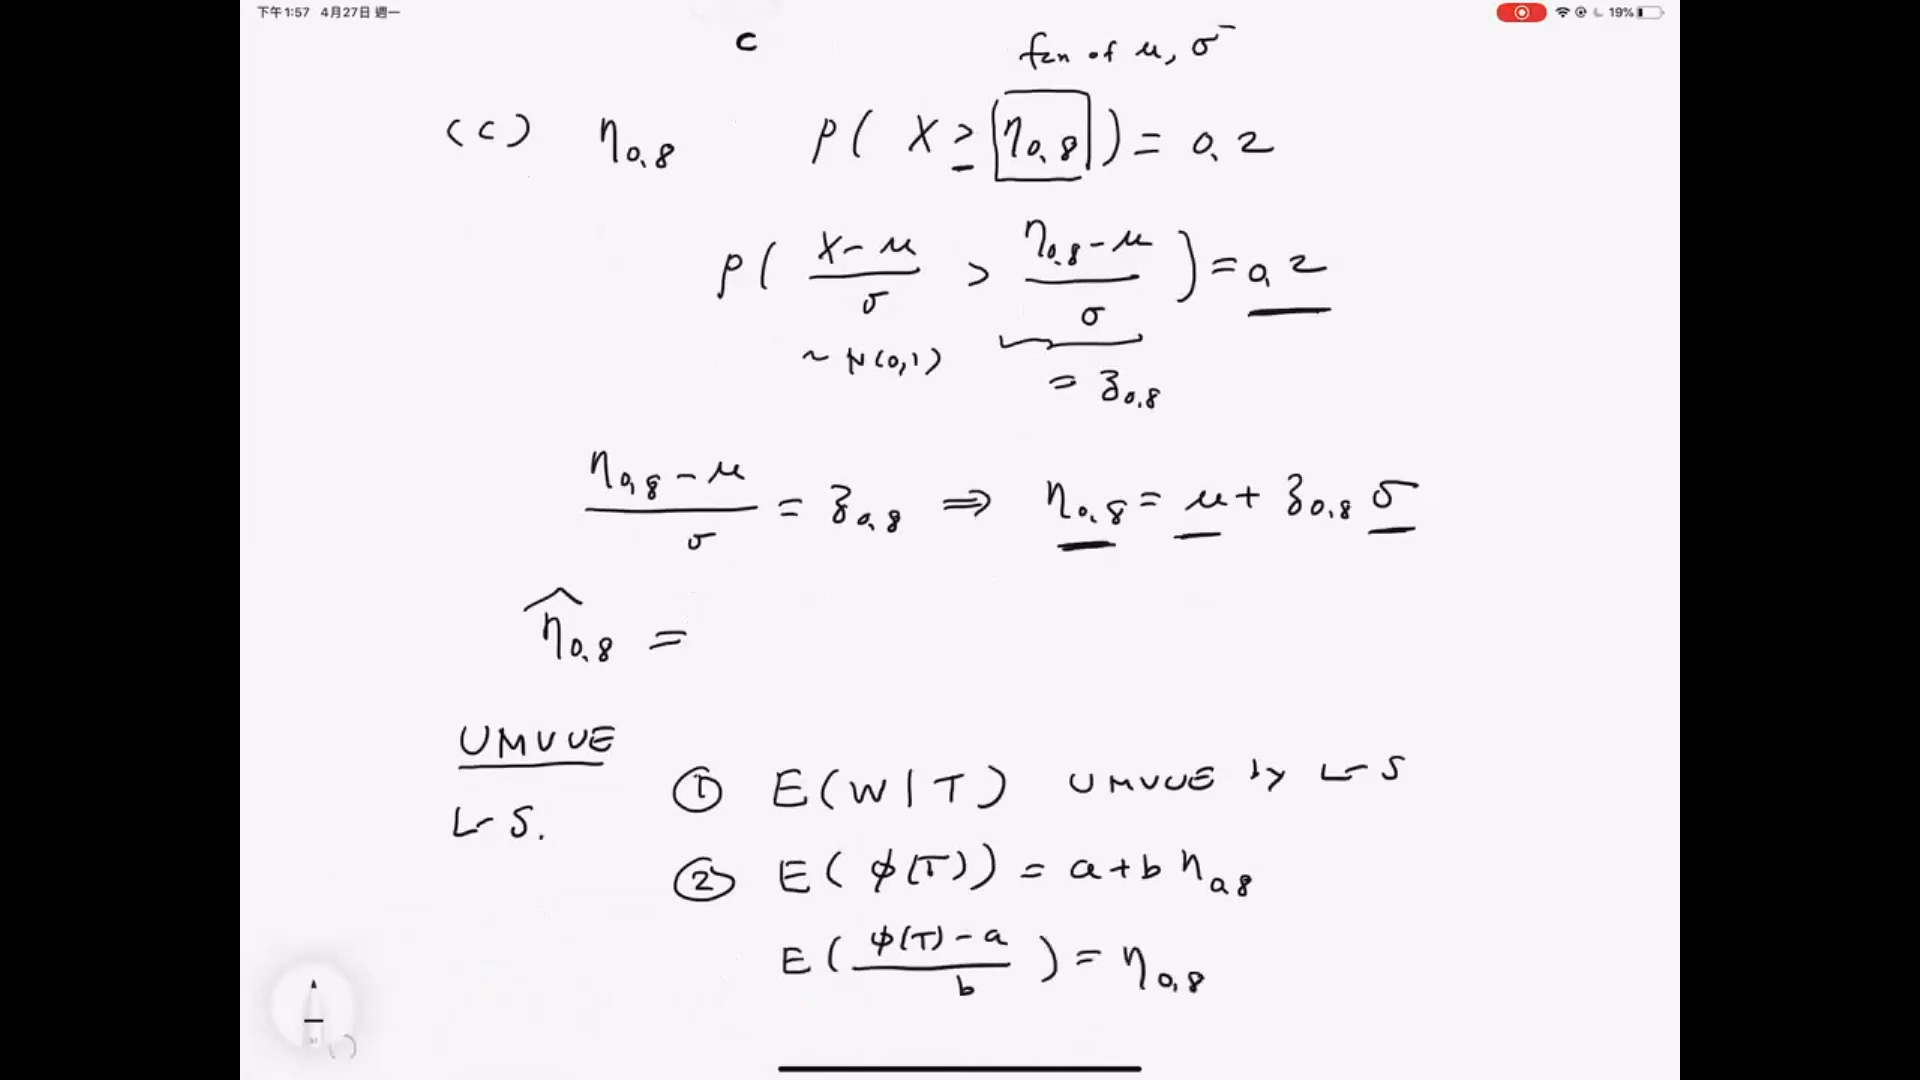 下午1:57 4月27日 週一 19%
c
fcn of μ, σ
(c) η0.8 P( X ≥ η0.8 ) = 0.2
P( X-μ/σ > η0.8-μ/σ ) = 0.2
~ N(0,1) = z0.8
η0.8-μ/σ = z0.8 ⇒ η0.8 = μ + z0.8 σ
η̂0.8 =
UMVUE
① E(W|T) UMVUE by L-S
L-S.
② E( φ(T)) = a+b η0.8
E( φ(T)-a/b ) = η0.8